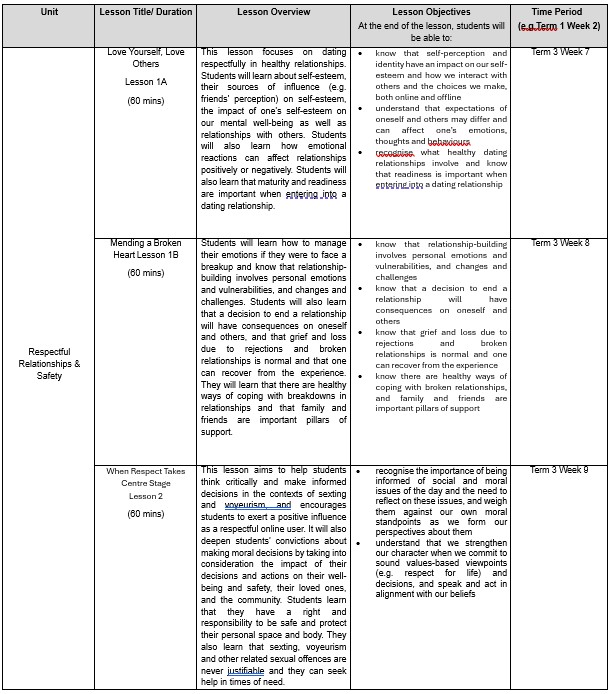 Unit
Lesson Title/ Duration
Lesson Overview
Lesson Objectives
At the end of the lesson, students will
be able to:
Time Period
(e.g.Term 1 Week 2)
Respectful
Relationships &
Safety
Love Yourself, Love
Others
Lesson 1A
(60 mins)
This lesson focuses on dating
respectfully in healthy relationships.
Students will learn about self-esteem,
their sources of influence (e.g.
friends' perception) on self-esteem,
the impact of one's self-esteem on
our mental well-being as well as
relationships with others. Students
will also learn how emotional
reactions can affect relationships
positively or negatively. Students will
also learn that maturity and readiness
are important when entering into a
dating relationship.
• know that self-perception and
identity have an impact on our self-
esteem and how we interact with
others and the choices we make,
both online and offline
• understand that expectations of
oneself and others may differ and
can affect one's emotions,
thoughts and behaviours
• recognise what healthy dating
relationships involve and know
that readiness is important when
entering into a dating relationship
Term 3 Week 7
Mending a Broken
Heart Lesson 1B
(60 mins)
Students will learn how to manage
their emotions if they were to face a
breakup and know that relationship-
building involves personal emotions
and vulnerabilities, and changes and
challenges. Students will also learn
that a decision to end a relationship
will have consequences on oneself
and others, and that grief and loss
due to rejections and broken
relationships is normal and that one
can recover from the experience.
They will learn that there are healthy
ways of coping with breakdowns in
relationships and that family and
friends are important pillars of
support.
• know that relationship-building
involves personal emotions and
vulnerabilities, and changes and
challenges
• know that a decision to end a
relationship will have
consequences on oneself and
others
• know that grief and loss due to
rejections and broken
relationships is normal and one
can recover from the experience
• know there are healthy ways of
coping with broken relationships,
and family and friends are
important pillars of support
Term 3 Week 8
When Respect Takes
Centre Stage
Lesson 2
(60 mins)
This lesson aims to help students
think critically and make informed
decisions in the contexts of sexting
and voyeurism, and encourages
students to exert a positive influence
as a respectful online user. It will also
deepen students' convictions about
making moral decisions by taking into
consideration the impact of their
decisions and actions on their well-
being and safety, their loved ones,
and the community. Students learn
that they have a right and
responsibility to be safe and protect
their personal space and body. They
also learn that sexting, voyeurism
and other related sexual offences are
never justifiable and they can seek
help in times of need.
• recognise the importance of being
informed of social and moral
issues of the day and the need to
reflect on these issues, and weigh
them against our own moral
standpoints as we form our
perspectives about them
• understand that we strengthen
our character when we commit to
sound values-based viewpoints
(e.g. respect for life) and
decisions, and speak and act in
alignment with our beliefs
Term 3 Week 9